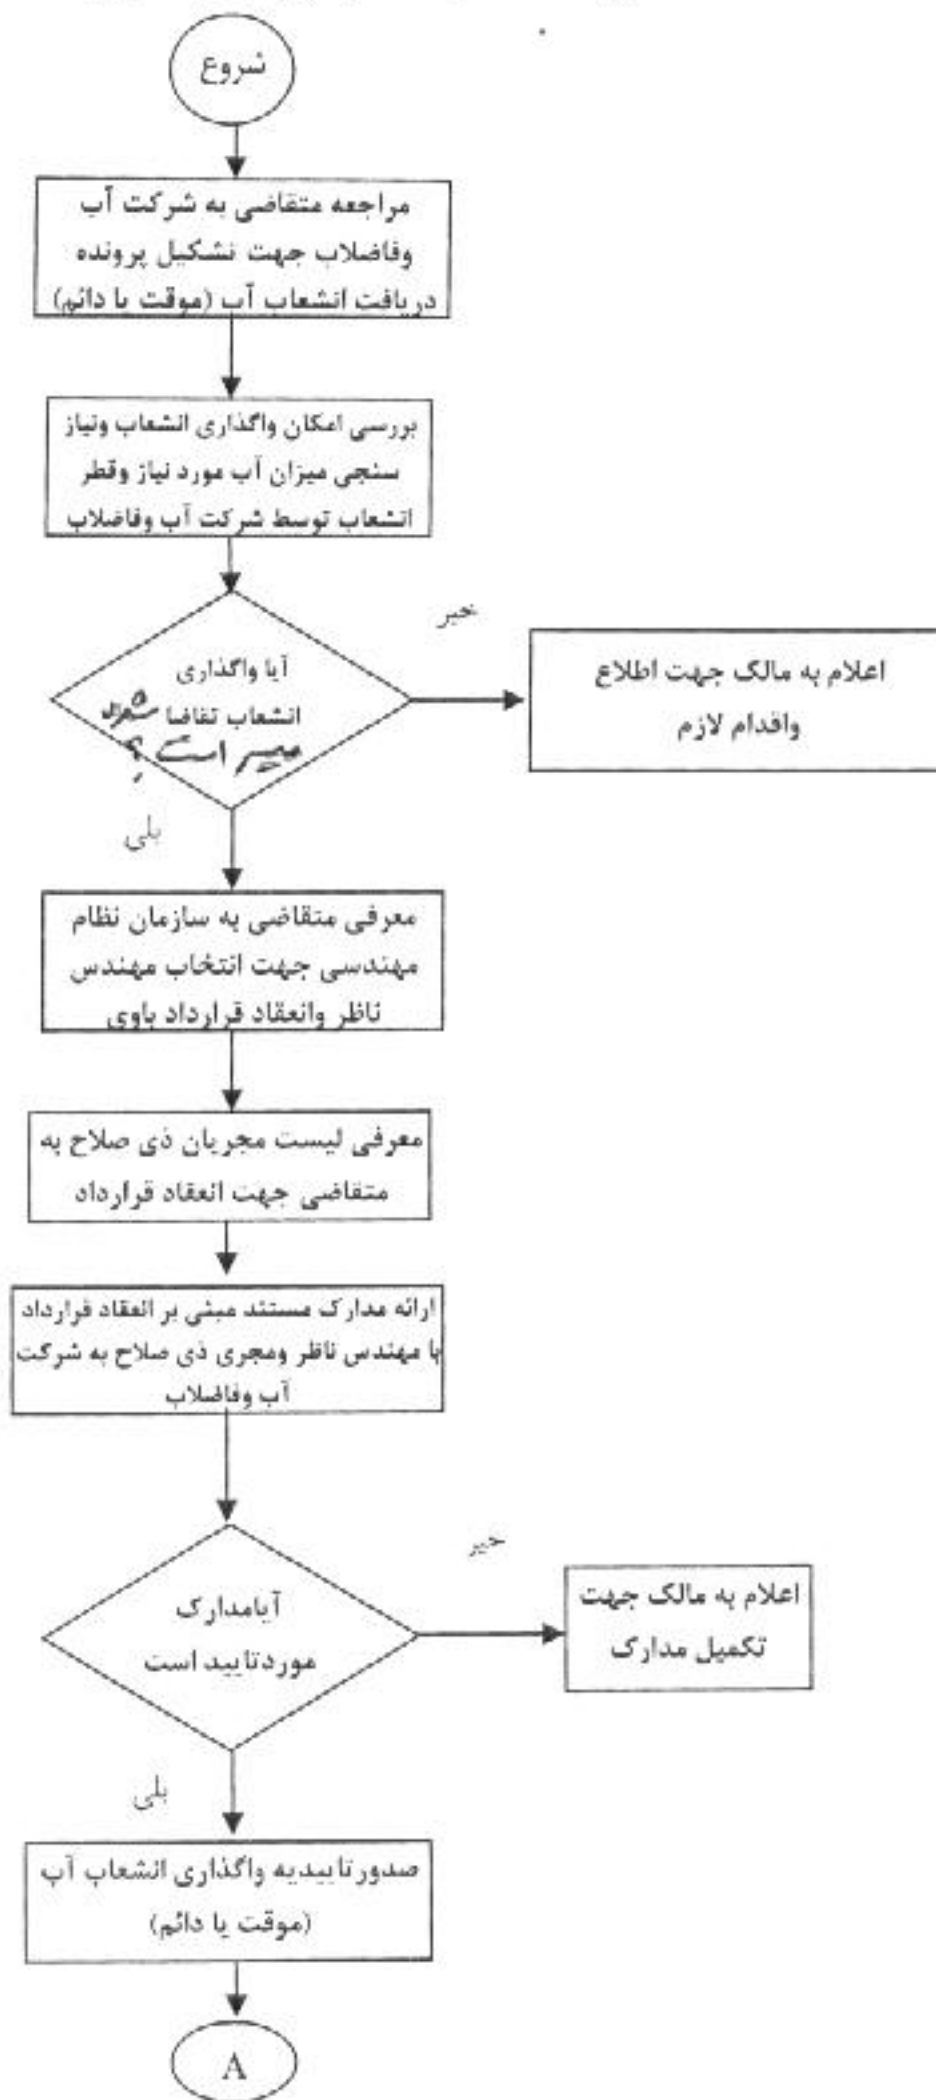 شروع
مراجعه متقاضی به شرکت آب
وفاضلاب جهت تشکیل پرونده
دریافت انشعاب آب (موقت یا دائم)
بررسی امکان واگذاری انشعاب ونیاز
سنجی میزان آب مورد نیاز وقطر
انشعاب توسط شرکت آب وفاضلاب
خیر
آیا واگذاری
انشعاب تقاضا شده
میسر است ؟
اعلام به مالک جهت اطلاع
واقدام لازم
بلی
معرفی متقاضی به سازمان نظام
مهندسی جهت انتخاب مهندس
ناظر وانعقاد قرارداد باوی
معرفی لیست مجریان ذی صلاح به
متقاضی جهت انعقاد قرارداد
ارائه مدارک مستند مبنی بر انعقاد قرارداد
با مهندس ناظر ومجری ذی صلاح به شرکت
آب وفاضلاب
خیر
آیامدارک
موردتایید است
اعلام به مالک جهت
تکمیل مدارک
بلی
صدورتاییدیه واگذاری انشعاب آب
(موقت یا دائم)
A